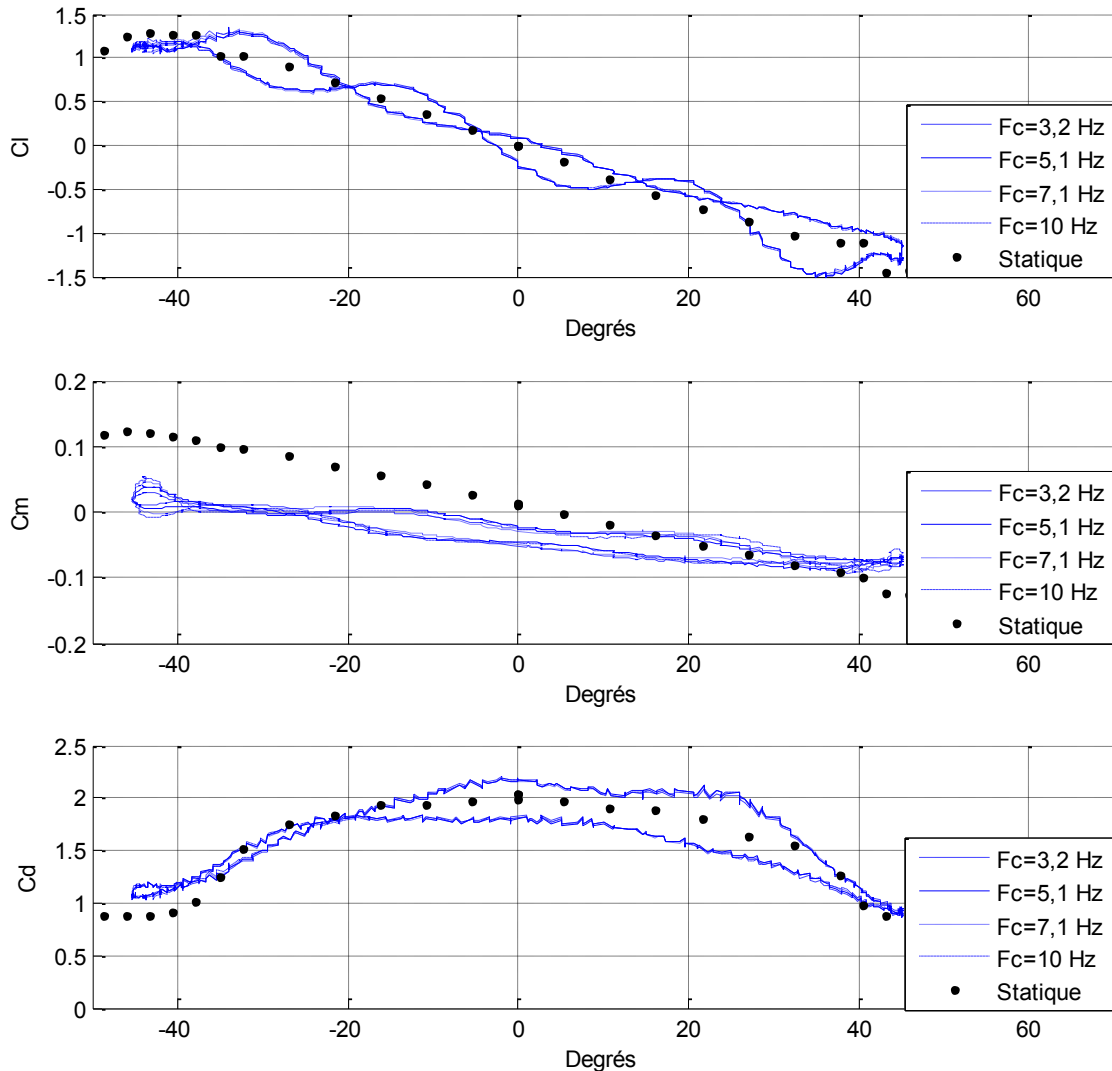 1.5
1
0.5
0
-0.5
-1
-1.5
Cl
-40
-20
0
20
40
60
Degrés
Fc=3,2 Hz
Fc=5,1 Hz
Fc=7,1 Hz
Fc=10 Hz
Statique
0.2
0.1
0
-0.1
-0.2
Cm
-40
-20
0
20
40
60
Degrés
Fc=3,2 Hz
Fc=5,1 Hz
Fc=7,1 Hz
Fc=10 Hz
Statique
2.5
2
1.5
1
0.5
0
Cd
-40
-20
0
20
40
60
Degrés
Fc=3,2 Hz
Fc=5,1 Hz
Fc=7,1 Hz
Fc=10 Hz
Statique